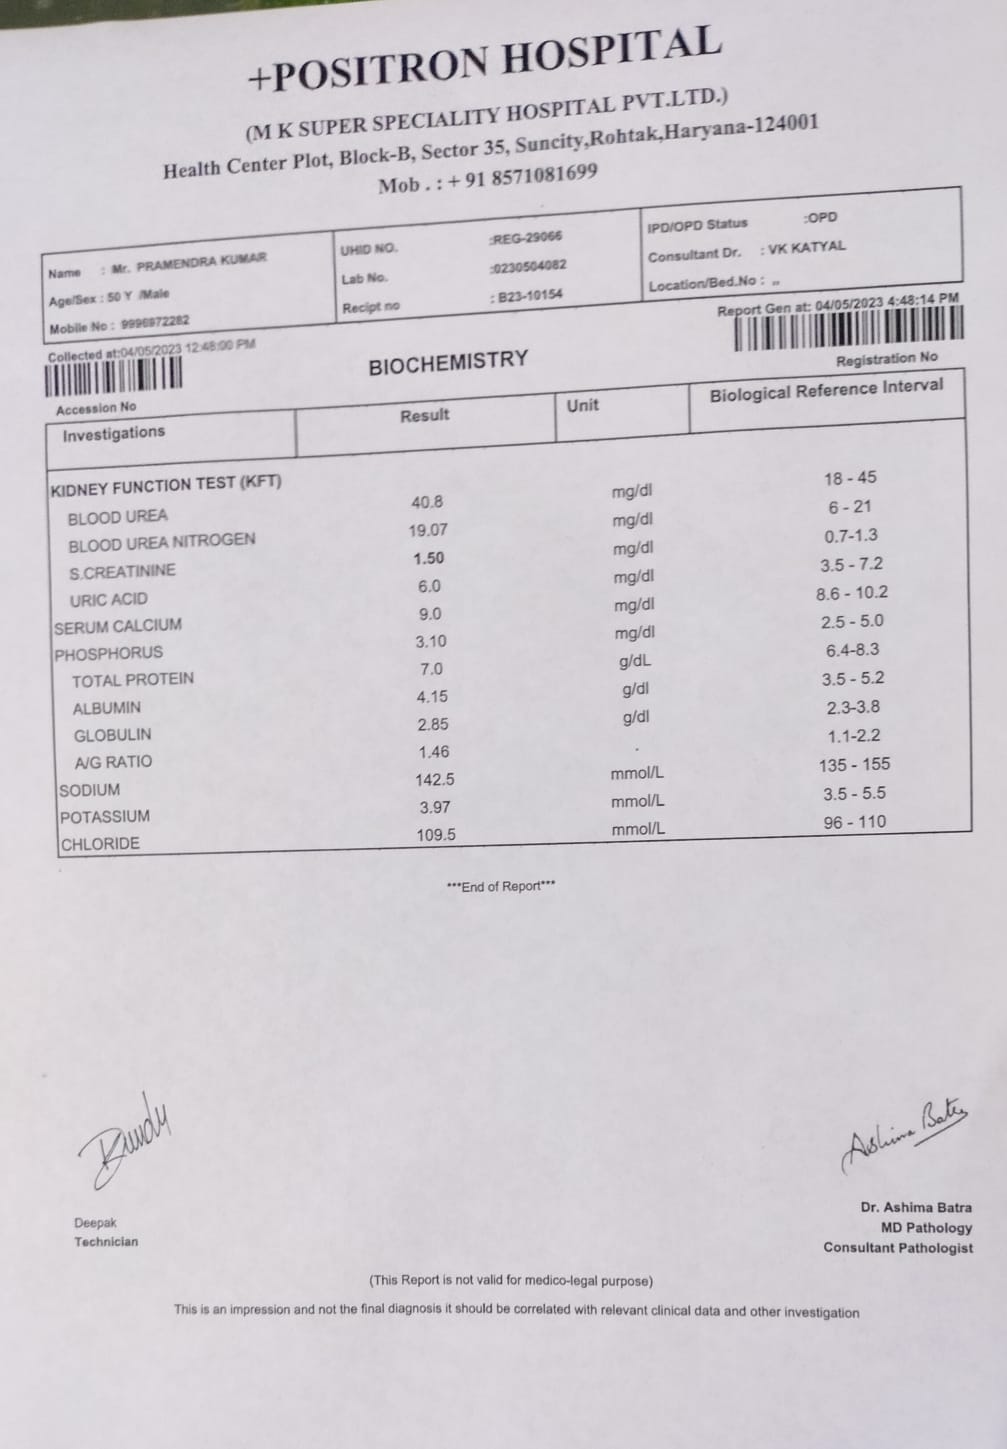 +POSITRON HOSPITAL
(M K SUPER SPECIALITY HOSPITAL PVT.LTD.)
Health Center Plot, Block-B, Sector 35, Suncity,Rohtak,Haryana-124001
Mob . : + 91 8571081699
Name : Mr. PRAMENDRA KUMAR UHID NO. :REG-29066 IPD/OPD Status :OPD
Age/Sex : 50 Y /Male Lab No. :0230504082 Consultant Dr. : VK KATYAL
Mobile No : 9996972282 Recipt no : B23-10154 Location/Bed.No : ,,
Collected at:04/05/2023 12:48:00 PM Report Gen at: 04/05/2023 4:48:14 PM
BIOCHEMISTRY
Accession No Registration No
Investigations Result Unit Biological Reference Interval
KIDNEY FUNCTION TEST (KFT)
BLOOD UREA 40.8 mg/dl 18 - 45
BLOOD UREA NITROGEN 19.07 mg/dl 6 - 21
S.CREATININE 1.50 mg/dl 0.7-1.3
URIC ACID 6.0 mg/dl 3.5 - 7.2
SERUM CALCIUM 9.0 mg/dl 8.6 - 10.2
PHOSPHORUS 3.10 mg/dl 2.5 - 5.0
TOTAL PROTEIN 7.0 g/dL 6.4-8.3
ALBUMIN 4.15 g/dl 3.5 - 5.2
GLOBULIN 2.85 g/dl 2.3-3.8
A/G RATIO 1.46 . 1.1-2.2
SODIUM 142.5 mmol/L 135 - 155
POTASSIUM 3.97 mmol/L 3.5 - 5.5
CHLORIDE 109.5 mmol/L 96 - 110
***End of Report***
Ashima Batra
Deepak Dr. Ashima Batra
Technician MD Pathology
Consultant Pathologist
(This Report is not valid for medico-legal purpose)
This is an impression and not the final diagnosis it should be correlated with relevant clinical data and other investigation